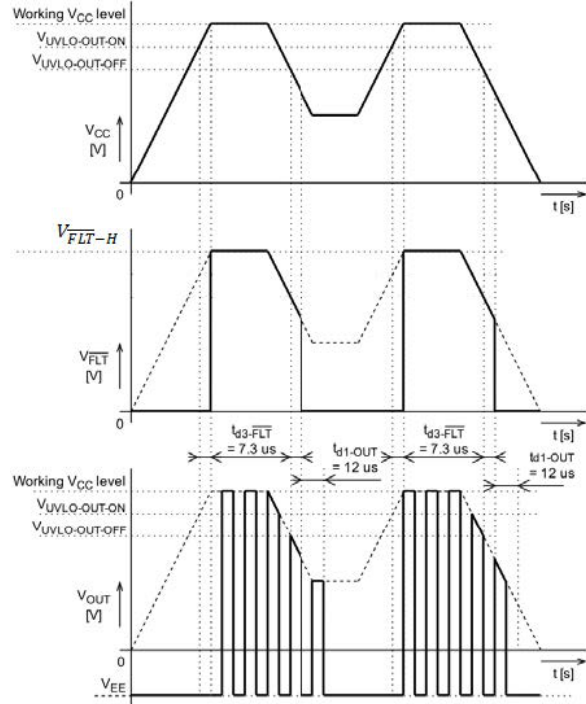 Working VCC level
VUVLO-OUT-ON
VUVLO-OUT-OFF
VCC
[V]
0
t [s]
VFLT-H
VFLT
[V]
0
t [s]
td3-FLT
= 7.3 us
td1-OUT
= 12 us
td3-FLT
= 7.3 us
td1-OUT
= 12 us
Working VCC level
VUVLO-OUT-ON
VUVLO-OUT-OFF
VOUT
[V]
0
t [s]
VEE